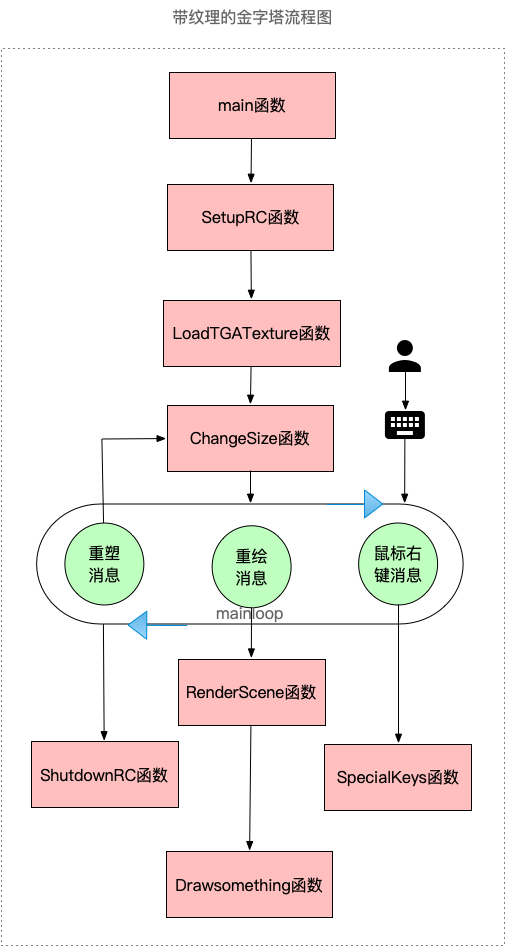 带纹理的金字塔流程图
main函数
SetupRC函数
LoadTGATexture函数
ChangeSize函数
重塑
消息
重绘
消息
鼠标右
键消息
mainloop
RenderScene函数
ShutdownRC函数
SpecialKeys函数
Drawsomething函数